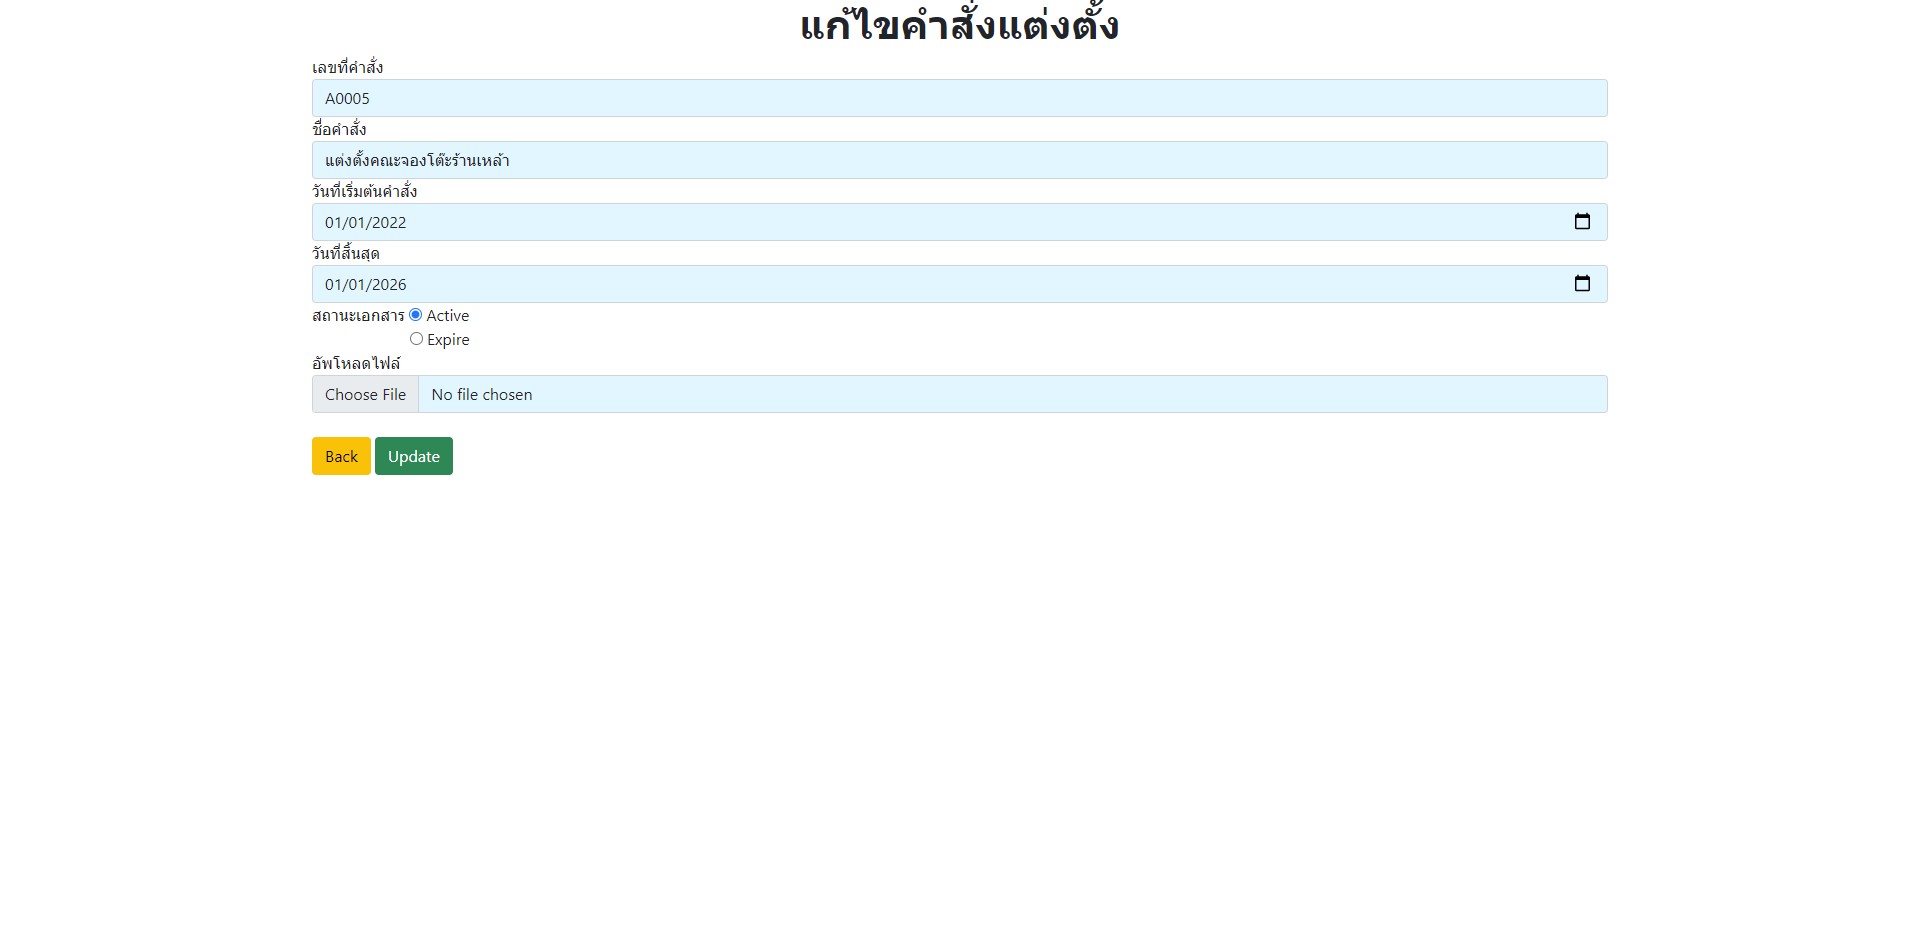 แก้ไขคำสั่งแต่งตั้ง
เลขที่คำสั่ง
A0005
ชื่อคำสั่ง
แต่งตั้งคณะจองโต๊ะร้านเหล้า
วันที่เริ่มต้นคำสั่ง
01/01/2022
วันที่สิ้นสุด
01/01/2026
สถานะเอกสาร Active
Expire
อัพโหลดไฟล์
Choose File No file chosen
Back Update